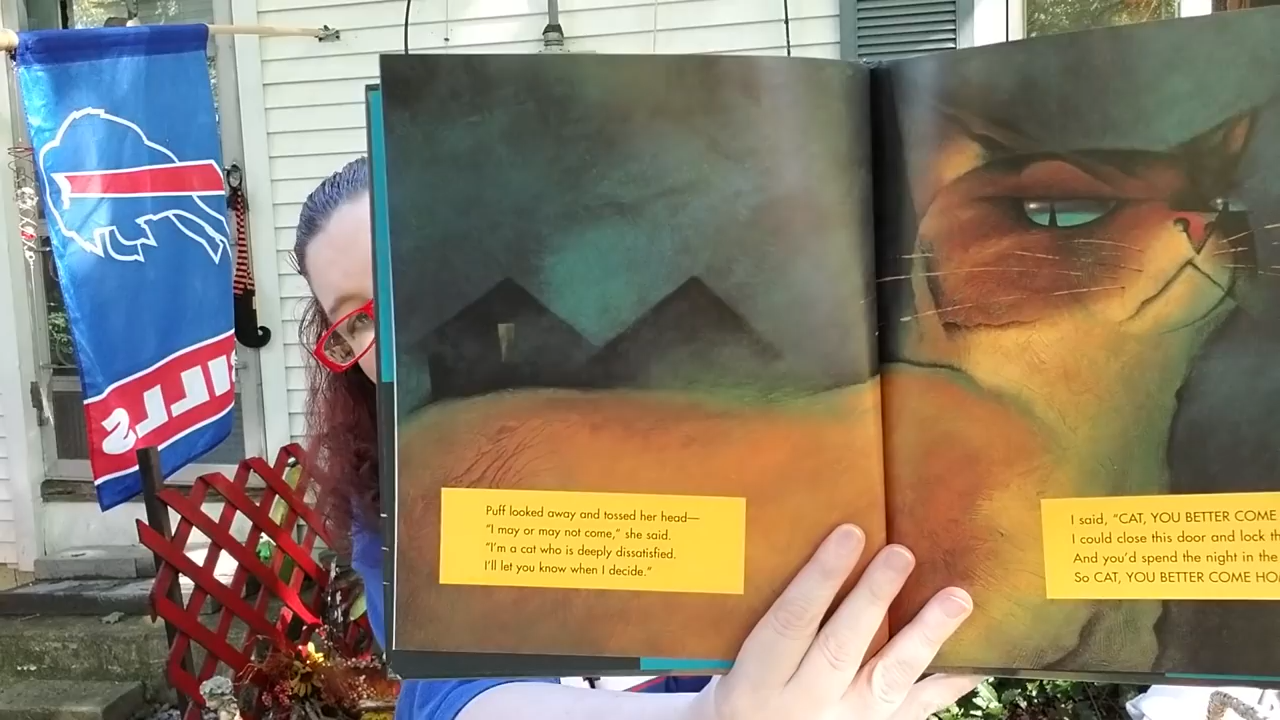 BILLS
Puff looked away and tossed her head—
"I may or may not come," she said.
"I'm a cat who is deeply dissatisfied.
I'll let you know when I decide."
I said, "CAT, YOU BETTER COME
I could close this door and lock
And you'd spend the night in the
So CAT, YOU BETTER COME